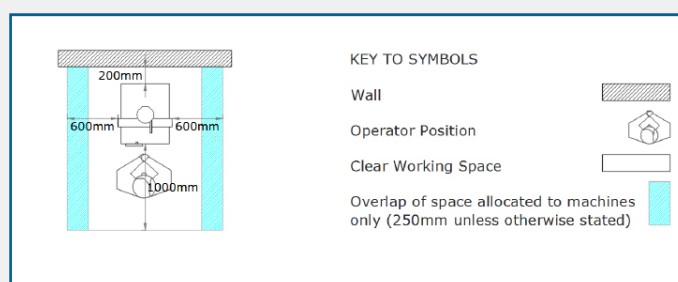 200mm
600mm
600mm
1000mm
KEY TO SYMBOLS
Wall
Operator Position
Clear Working Space
Overlap of space allocated to machines
only (250mm unless otherwise stated)